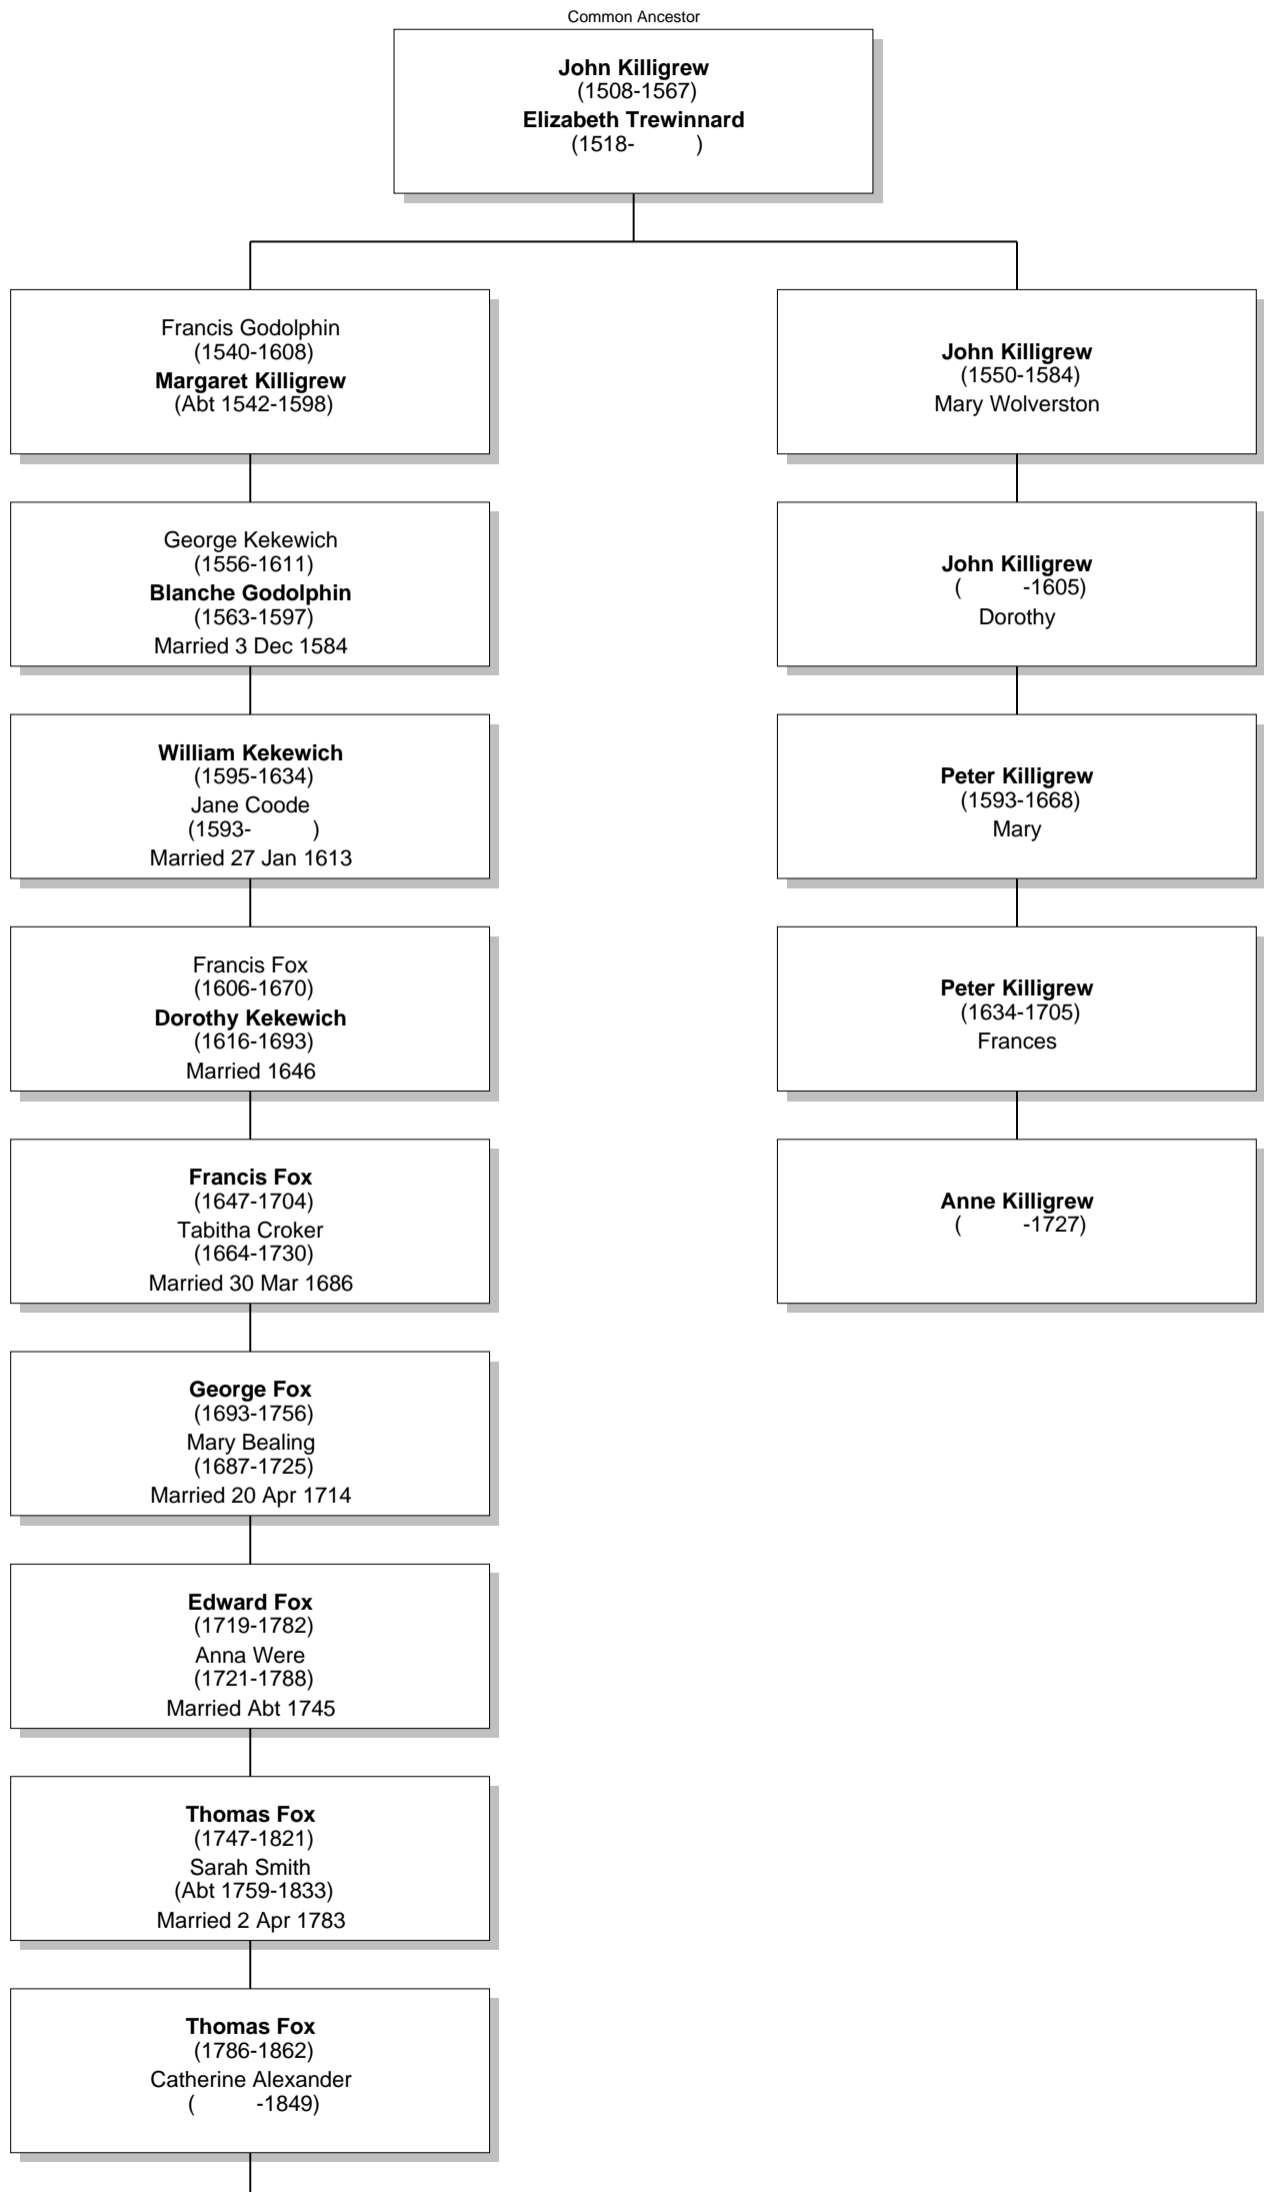 Common Ancestor
John Killigrew
(1508-1567)
Elizabeth Trewinnard
(1518- )
Francis Godolphin
(1540-1608)
Margaret Killigrew
(Abt 1542-1598)
John Killigrew
(1550-1584)
Mary Wolverston
George Kekewich
(1556-1611)
Blanche Godolphin
(1563-1597)
Married 3 Dec 1584
John Killigrew
( -1605)
Dorothy
William Kekewich
(1595-1634)
Jane Coode
(1593- )
Married 27 Jan 1613
Peter Killigrew
(1593-1668)
Mary
Francis Fox
(1606-1670)
Dorothy Kekewich
(1616-1693)
Married 1646
Peter Killigrew
(1634-1705)
Frances
Francis Fox
(1647-1704)
Tabitha Croker
(1664-1730)
Married 30 Mar 1686
Anne Killigrew
( -1727)
George Fox
(1693-1756)
Mary Bealing
(1687-1725)
Married 20 Apr 1714
Edward Fox
(1719-1782)
Anna Were
(1721-1788)
Married Abt 1745
Thomas Fox
(1747-1821)
Sarah Smith
(Abt 1759-1833)
Married 2 Apr 1783
Thomas Fox
(1786-1862)
Catherine Alexander
( -1849)